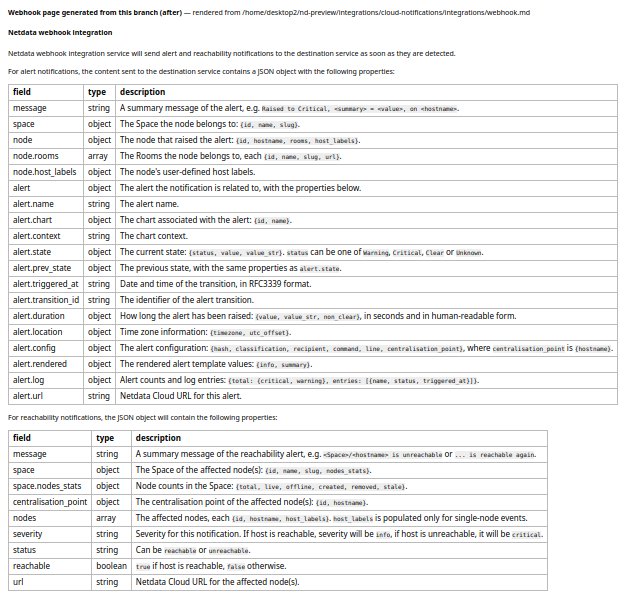 Webhook page generated from this branch (after) — rendered from /home/desktop2/nd-preview/integrations/cloud-notifications/integrations/webhook.md
Netdata webhook integration
Netdata webhook integration service will send alert and reachability notifications to the destination service as soon as they are detected.
For alert notifications, the content sent to the destination service contains a JSON object with the following properties:
field type description
message string A summary message of the alert, e.g. Raised to Critical, <summary> = <value>, on <hostname>.
space object The Space the node belongs to: {id, name, slug}.
node object The node that raised the alert: {id, hostname, rooms, host_labels}.
node.rooms array The Rooms the node belongs to, each {id, name, slug, url}.
node.host_labels object The node's user-defined host labels.
alert object The alert the notification is related to, with the properties below.
alert.name string The alert name.
alert.chart object The chart associated with the alert: {id, name}.
alert.context string The chart context.
alert.state object The current state: {status, value, value_str}. status can be one of Warning, Critical, Clear or Unknown.
alert.prev_state object The previous state, with the same properties as alert.state.
alert.triggered_at string Date and time of the transition, in RFC3339 format.
alert.transition_id string The identifier of the alert transition.
alert.duration object How long the alert has been raised: {value, value_str, non_clear}, in seconds and in human-readable form.
alert.location object Time zone information: {timezone, utc_offset}.
alert.config object The alert configuration: {hash, classification, recipient, command, line, centralisation_point}, where centralisation_point is {hostname}.
alert.rendered object The rendered alert template values: {info, summary}.
alert.log object Alert counts and log entries: {total: {critical, warning}, entries: [{name, status, triggered_at}]}.
alert.url string Netdata Cloud URL for this alert.
For reachability notifications, the JSON object will contain the following properties:
field type description
message string A summary message of the reachability alert, e.g. <Space>/<hostname> is unreachable or ... is reachable again.
space object The Space of the affected node(s): {id, name, slug, nodes_stats}.
space.nodes_stats object Node counts in the Space: {total, live, offline, created, removed, stale}.
centralisation_point object The centralisation point of the affected node(s): {id, hostname}.
nodes array The affected nodes, each {id, hostname, host_labels}. host_labels is populated only for single-node events.
severity string Severity for this notification. If host is reachable, severity will be info, if host is unreachable, it will be critical.
status string Can be reachable or unreachable.
reachable boolean true if host is reachable, false otherwise.
url string Netdata Cloud URL for the affected node(s).